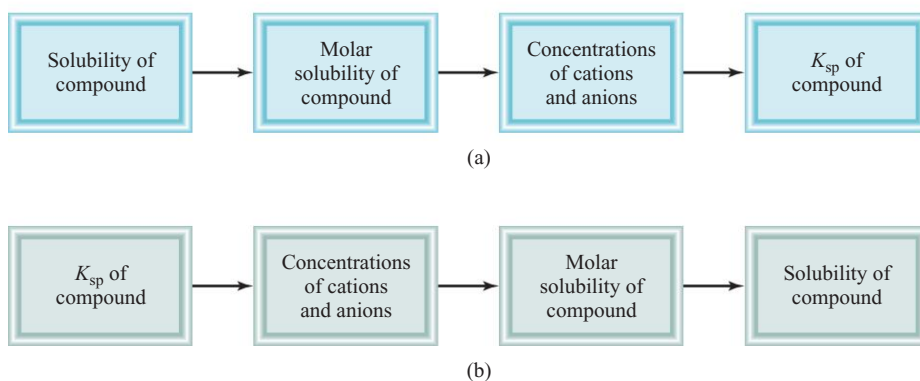 Solubility of
compound
Molar
solubility of
compound
Concentrations
of cations
and anions
Ksp of
compound
(a)
Ksp of
compound
Concentrations
of cations
and anions
Molar
solubility of
compound
Solubility of
compound
(b)